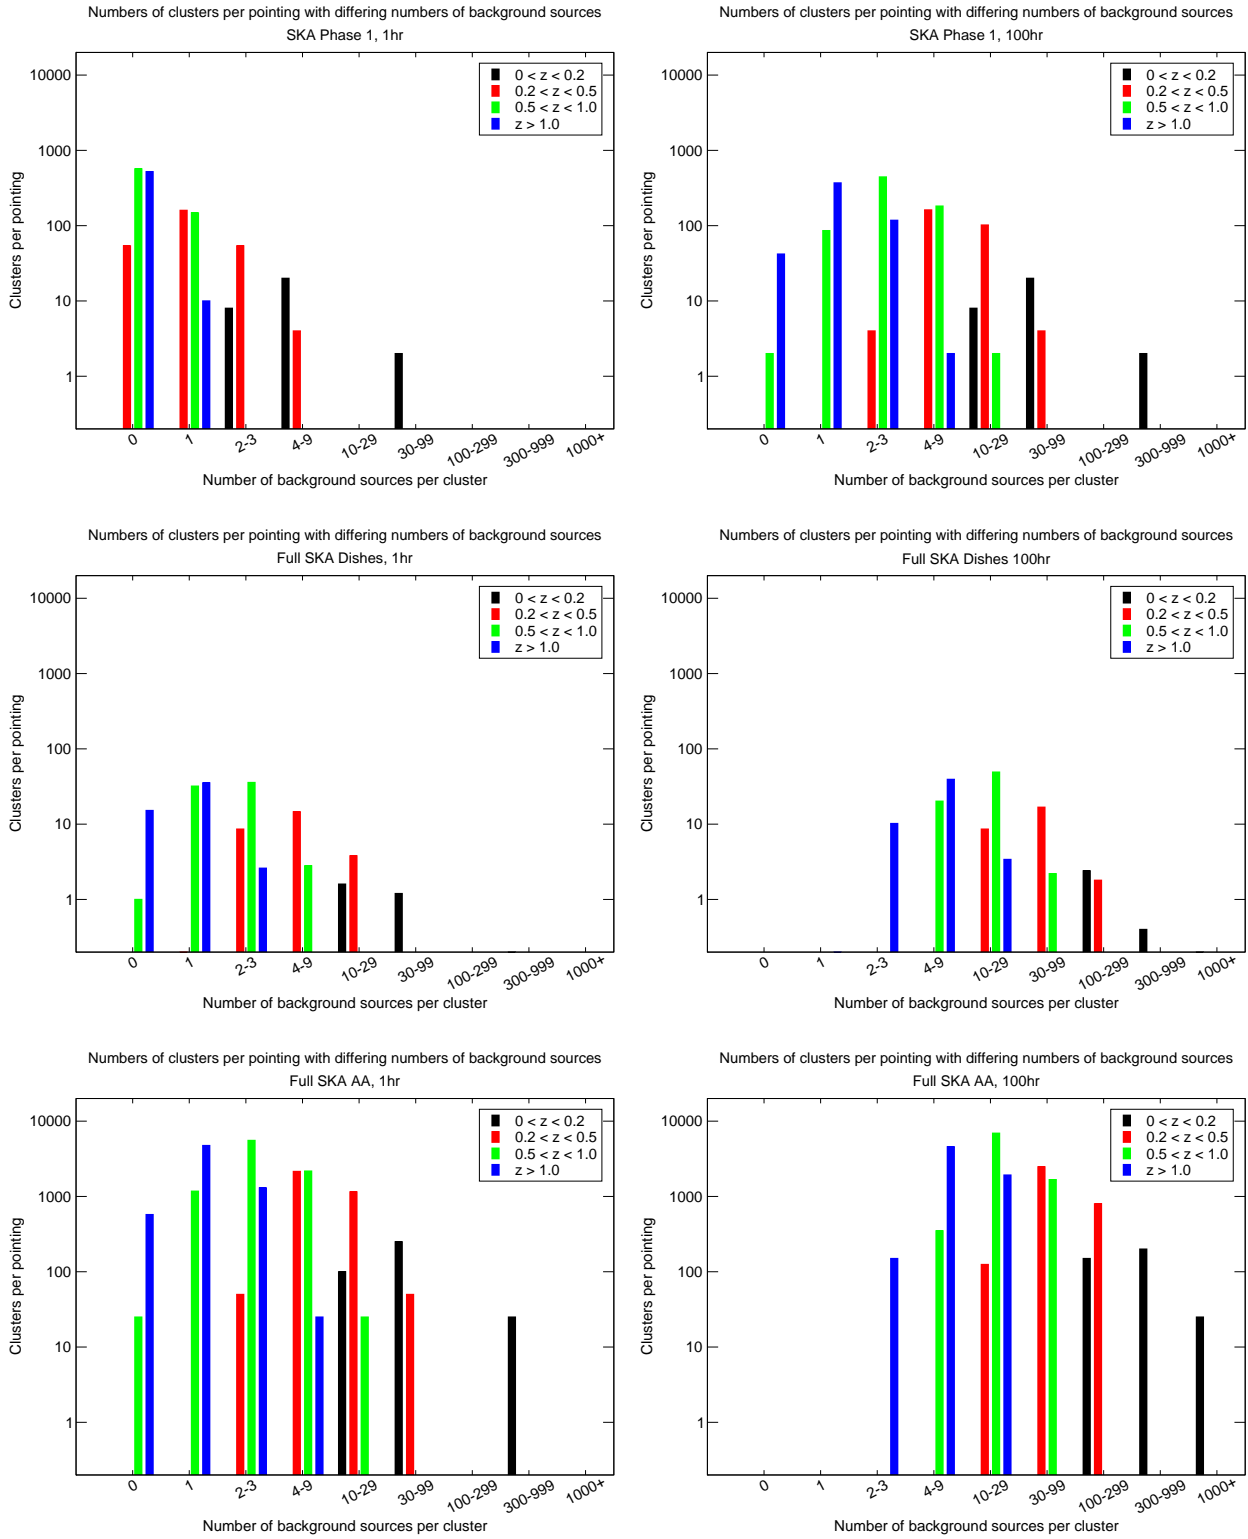 Numbers of clusters per pointing with differing numbers of background sources
SKA Phase 1, 1hr
10000
1000
100
10
1
Clusters per pointing
0 < z < 0.2
0.2 < z < 0.5
0.5 < z < 1.0
z > 1.0
0 1 2-3 4-9 10-29 30-99 100-299 300-999 1000+
Number of background sources per cluster
Numbers of clusters per pointing with differing numbers of background sources
SKA Phase 1, 100hr
10000
1000
100
10
1
Clusters per pointing
0 < z < 0.2
0.2 < z < 0.5
0.5 < z < 1.0
z > 1.0
0 1 2-3 4-9 10-29 30-99 100-299 300-999 1000+
Number of background sources per cluster
Numbers of clusters per pointing with differing numbers of background sources
Full SKA Dishes, 1hr
10000
1000
100
10
1
Clusters per pointing
0 < z < 0.2
0.2 < z < 0.5
0.5 < z < 1.0
z > 1.0
0 1 2-3 4-9 10-29 30-99 100-299 300-999 1000+
Number of background sources per cluster
Numbers of clusters per pointing with differing numbers of background sources
Full SKA Dishes 100hr
10000
1000
100
10
1
Clusters per pointing
0 < z < 0.2
0.2 < z < 0.5
0.5 < z < 1.0
z > 1.0
0 1 2-3 4-9 10-29 30-99 100-299 300-999 1000+
Number of background sources per cluster
Numbers of clusters per pointing with differing numbers of background sources
Full SKA AA, 1hr
10000
1000
100
10
1
Clusters per pointing
0 < z < 0.2
0.2 < z < 0.5
0.5 < z < 1.0
z > 1.0
0 1 2-3 4-9 10-29 30-99 100-299 300-999 1000+
Number of background sources per cluster
Numbers of clusters per pointing with differing numbers of background sources
Full SKA AA, 100hr
10000
1000
100
10
1
Clusters per pointing
0 < z < 0.2
0.2 < z < 0.5
0.5 < z < 1.0
z > 1.0
0 1 2-3 4-9 10-29 30-99 100-299 300-999 1000+
Number of background sources per cluster